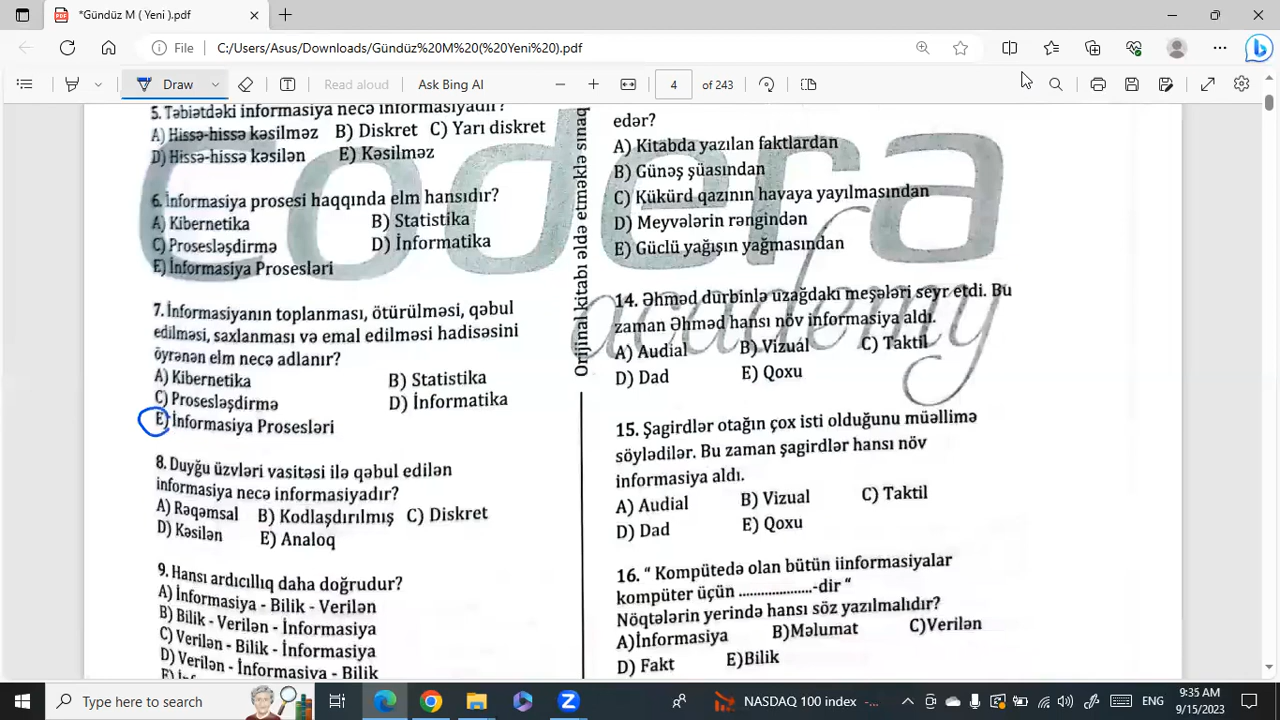 *Gündüz M ( Yeni ).pdf
File C:/Users/Asus/Downloads/Gündüz%20M%20(%20Yeni%20).pdf
Draw Read aloud Ask Bing AI 4 of 243
5. Təbiətdəki informasiya necə informasiyadır?
A) Hissə-hissə kəsilməz B) Diskret C) Yarı diskret
D) Hissə-hissə kəsilən E) Kəsilməz
6. İnformasiya prosesi haqqında elm hansıdır?
A) Kibernetika B) Statistika
C) Prosesləşdirmə D) İnformatika
E) İnformasiya Prosesləri
7. İnformasiyanın toplanması, ötürülməsi, qəbul
edilməsi, saxlanması və emal edilməsi hadisəsini
öyrənən elm necə adlanır?
A) Kibernetika B) Statistika
C) Prosesləşdirmə D) İnformatika
E) İnformasiya Prosesləri
8. Duyğu üzvləri vasitəsi ilə qəbul edilən
informasiya necə informasiyadır?
A) Rəqəmsal B) Kodlaşdırılmış C) Diskret
D) Kəsilən E) Analoq
9. Hansı ardıcıllıq daha doğrudur?
A) İnformasiya - Bilik - Verilən
B) Bilik - Verilən - İnformasiya
C) Verilən - Bilik - İnformasiya
D) Verilən - İnformasiya - Bilik
Orijinal kitabı əldə etməklə sınaq
edər?
A) Kitabda yazılan faktlardan
B) Günəş şüasından
C) Kükürd qazının havaya yayılmasından
D) Meyvələrin rəngindən
E) Güclü yağışın yağmasından
14. Əhməd dürbinlə uzağdakı meşələri seyr etdi. Bu
zaman Əhməd hansı növ informasiya aldı.
A) Audial B) Vizual C) Taktil
D) Dad E) Qoxu
15. Şagirdlər otağın çox isti olduğunu müəllimə
söylədilər. Bu zaman şagirdlər hansı növ
informasiya aldı.
A) Audial B) Vizual C) Taktil
D) Dad E) Qoxu
16. “ Kompütedə olan bütün iinformasiyalar
kompüter üçün ....................-dir “
Nöqtələrin yerində hansı söz yazılmalıdır?
A)İnformasiya B)Məlumat C)Verilən
D) Fakt E)Bilik
Codera
academy
Type here to search
NASDAQ 100 index
ENG
9:35 AM
9/15/2023